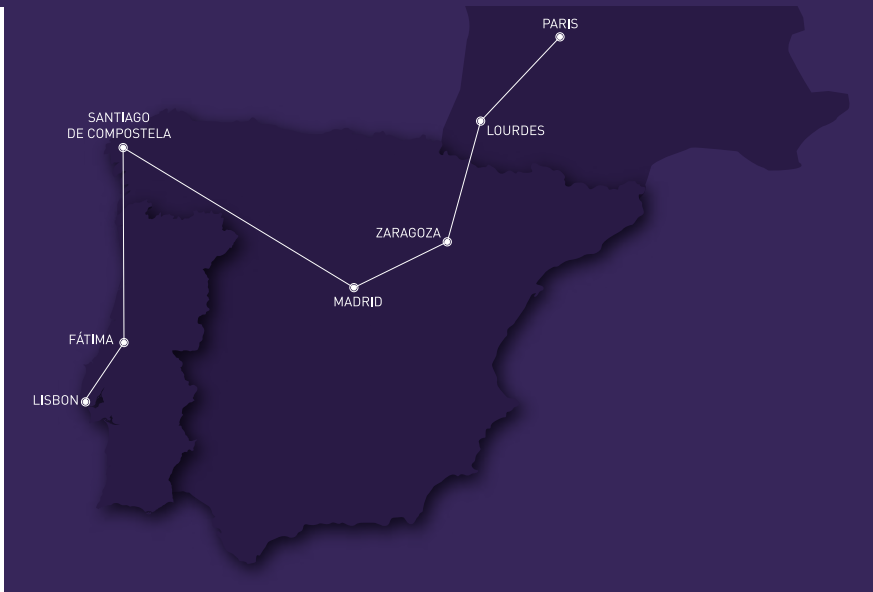 PARIS
SANTIAGO
DE COMPOSTELA
LOURDES
ZARAGOZA
MADRID
FÁTIMA
LISBON